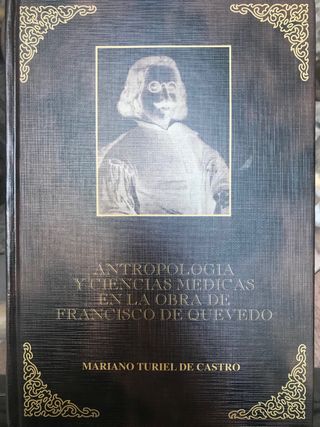 ANTROPOLOGIA
Y CIENCIAS MEDICAS
EN LA OBRA DE
FRANCISCO DE QUEVEDO
MARIANO TURIEL DE CASTRO